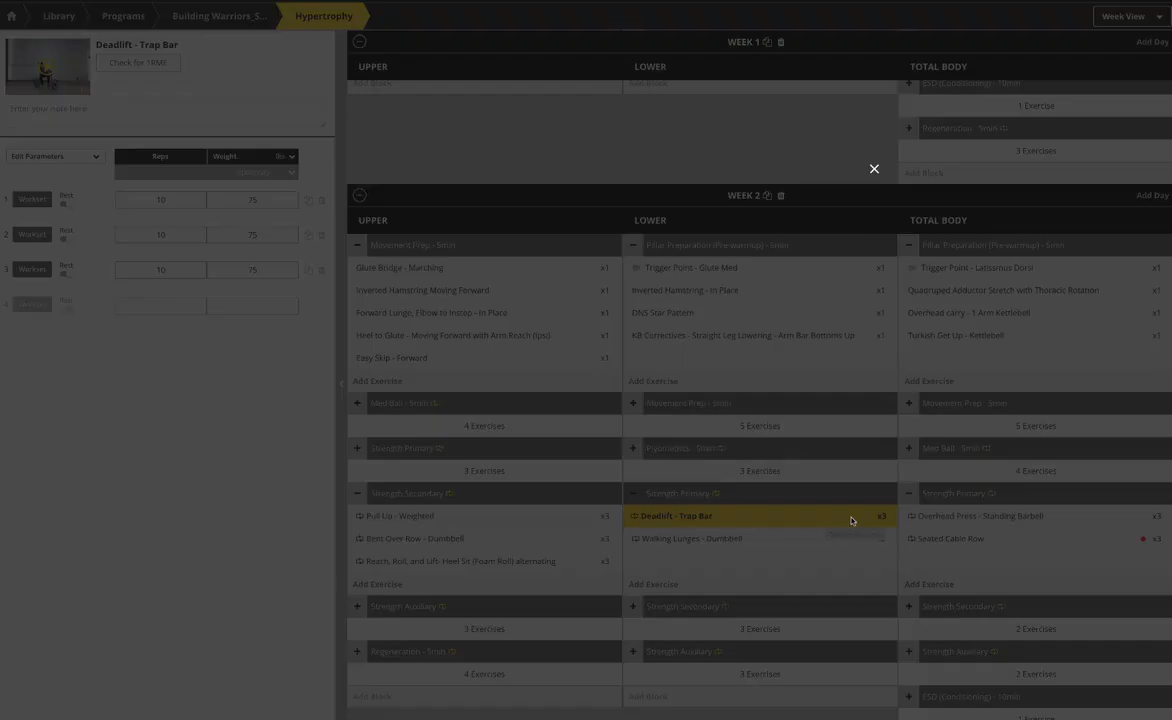 Library Programs Building Warriors_S... Hypertrophy Week View
Deadlift - Trap Bar
Check for 1RME
Enter your note here
Edit Parameters Reps Weight lbs
1 Workset Rest 10 75
2 Workset Rest 10 75
3 Workset Rest 10 75
4 Workset Rest
WEEK 1 Add Day
UPPER LOWER TOTAL BODY
Add Block Add Block ESD (Conditioning) - 10min
1 Exercise
Regeneration - 5min
3 Exercises
Add Block
WEEK 2 Add Day
UPPER LOWER TOTAL BODY
Movement Prep - 5min Pillar Preparation (Pre-warmup) - 5min Pillar Preparation (Pre-warmup) - 5min
Glute Bridge - Marching x1 Trigger Point - Glute Med x1 Trigger Point - Latissmus Dorsi x1
Inverted Hamstring Moving Forward x1 Inverted Hamstring - In Place x1 Quadruped Adductor Stretch with Thoracic Rotation x1
Forward Lunge, Elbow to Instep - In Place x1 DNS Star Pattern x1 Overhead carry - 1 Arm Kettlebell x1
Heel to Glute - Moving Forward with Arm Reach (Ipsi) x1 KB Correctives - Straight Leg Lowering - Arm Bar Bottoms Up x1 Turkish Get Up - Kettlebell x1
Easy Skip - Forward x1
Add Exercise Add Exercise Add Exercise
Med Ball - 5min Movement Prep - 5min Movement Prep - 5min
4 Exercises 5 Exercises 5 Exercises
Strength Primary Plyometrics - 5min Med Ball - 5min
3 Exercises 3 Exercises 4 Exercises
Strength Secondary Strength Primary Strength Primary
Pull Up - Weighted x3 Deadlift - Trap Bar x3 Overhead Press - Standing Barbell x3
Bent Over Row - Dumbbell x3 Walking Lunges - Dumbbell Seated Cable Row x3
Reach, Roll, and Lift- Heel Sit (Foam Roll) alternating x3
Add Exercise Add Exercise Add Exercise
Strength Auxiliary Strength Secondary Strength Secondary
3 Exercises 3 Exercises 2 Exercises
Regeneration - 5min Strength Auxiliary Strength Auxiliary
4 Exercises 3 Exercises 2 Exercises
Add Block Add Block ESD (Conditioning) - 10min
1 Exercise